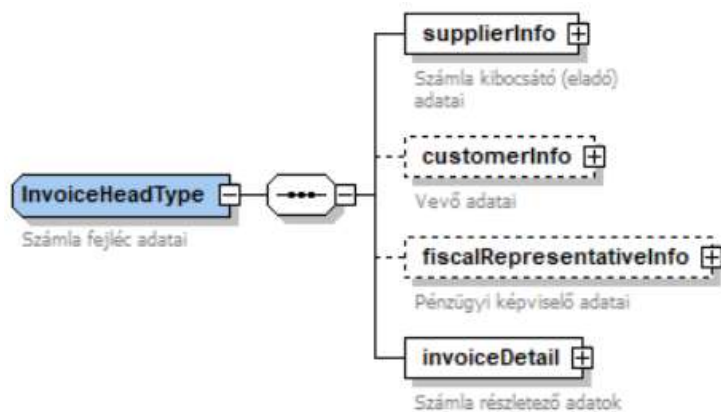 supplierInfo
Számla kibocsátó (eladó)
adatai
customerInfo
Vevő adatai
InvoiceHeadType
Számla fejléc adatai
fiscalRepresentativeInfo
Pénzügyi képviselő adatai
invoiceDetail
Számla részletező adatok